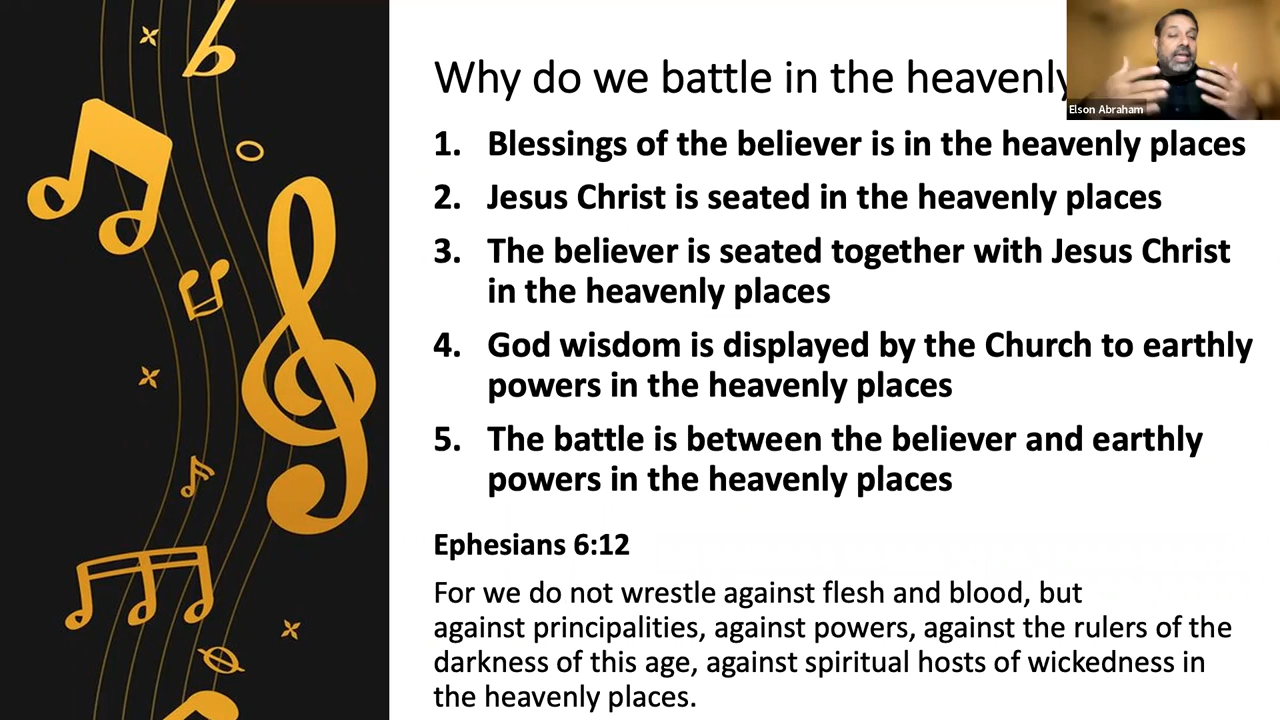 Why do we battle in the heavenly
Elson Abraham
1. Blessings of the believer is in the heavenly places
2. Jesus Christ is seated in the heavenly places
3. The believer is seated together with Jesus Christ
in the heavenly places
4. God wisdom is displayed by the Church to earthly
powers in the heavenly places
5. The battle is between the believer and earthly
powers in the heavenly places
Ephesians 6:12
For we do not wrestle against flesh and blood, but
against principalities, against powers, against the rulers of the
darkness of this age, against spiritual hosts of wickedness in
the heavenly places.